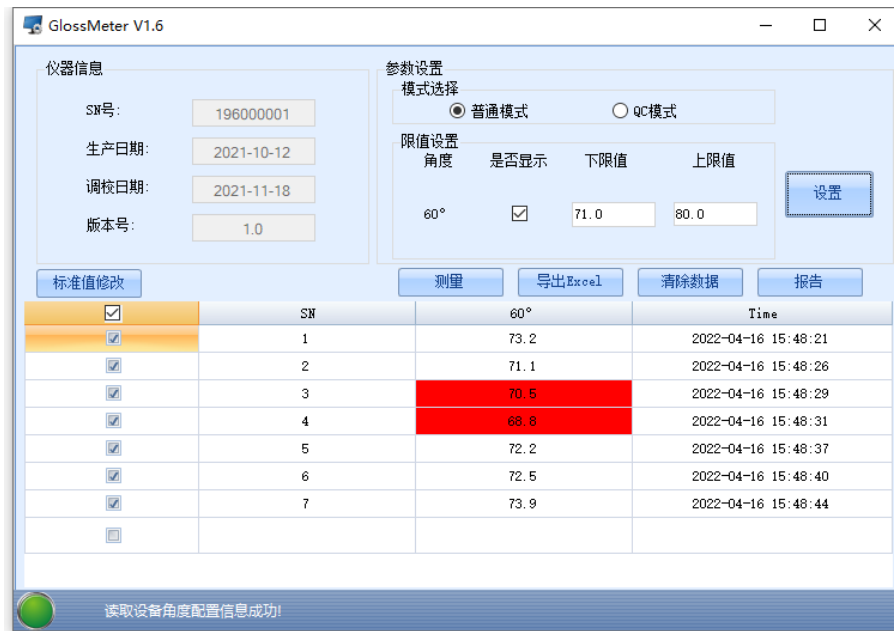 GlossMeter V1.6
仪器信息
SN号:
196000001
生产日期:
2021-10-12
调校日期:
2021-11-18
版本号:
1.0
参数设置
模式选择
普通模式
QC模式
限值设置
角度 是否显示 下限值 上限值
60° 71.0 80.0
设置
标准值修改 测量 导出Excel 清除数据 报告
SN 60° Time
1 73.2 2022-04-16 15:48:21
2 71.1 2022-04-16 15:48:26
3 70.5 2022-04-16 15:48:29
4 68.8 2022-04-16 15:48:31
5 72.2 2022-04-16 15:48:37
6 72.5 2022-04-16 15:48:40
7 73.9 2022-04-16 15:48:44
读取设备角度配置信息成功!